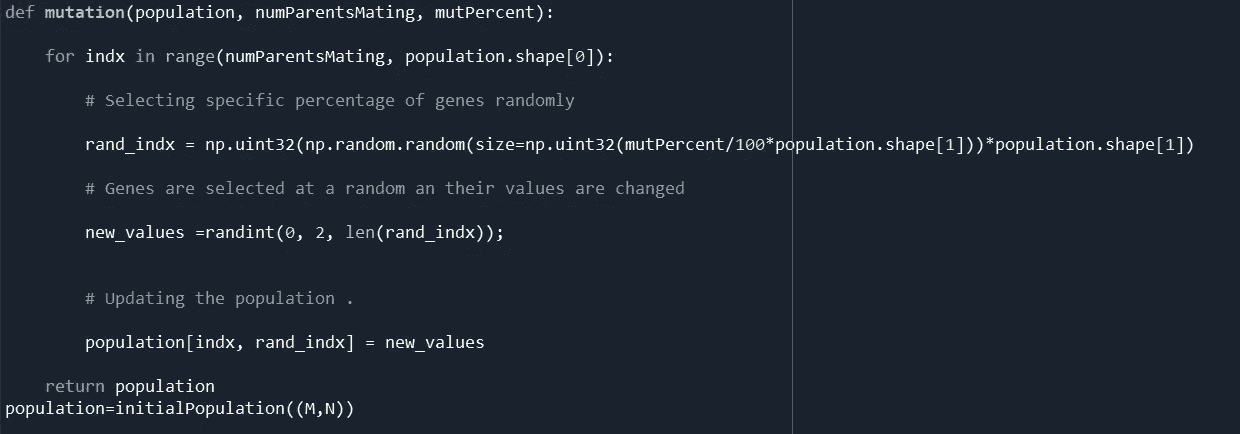 def mutation(population, numParentsMating, mutPercent):
for indx in range(numParentsMating, population.shape[0]):
# Selecting specific percentage of genes randomly
rand_indx = np.uint32(np.random.random(size=np.uint32(mutPercent/100*population.shape[1]))*population.shape[1])
# Genes are selected at a random an their values are changed
new_values =randint(0, 2, len(rand_indx));
# Updating the population .
population[indx, rand_indx] = new_values
return population
population=initialPopulation((M,N))